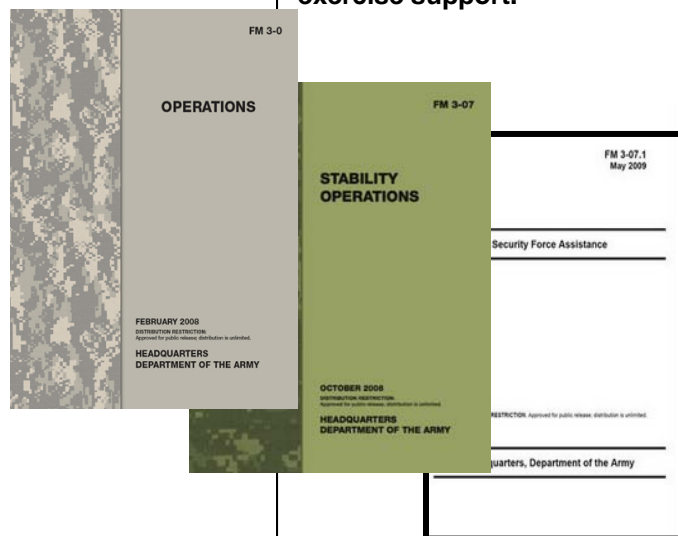 exercise support.
FM 3-0
OPERATIONS
FEBRUARY 2008
DISTRIBUTION RESTRICTION:
Approved for public release; distribution is unlimited.
HEADQUARTERS
DEPARTMENT OF THE ARMY
FM 3-07
STABILITY
OPERATIONS
OCTOBER 2008
DISTRIBUTION RESTRICTION:
Approved for public release; distribution is unlimited.
HEADQUARTERS
DEPARTMENT OF THE ARMY
FM 3-07.1
May 2009
Security Force Assistance
RESTRICTION: Approved for public release; distribution is unlimited.
quarters, Department of the Army